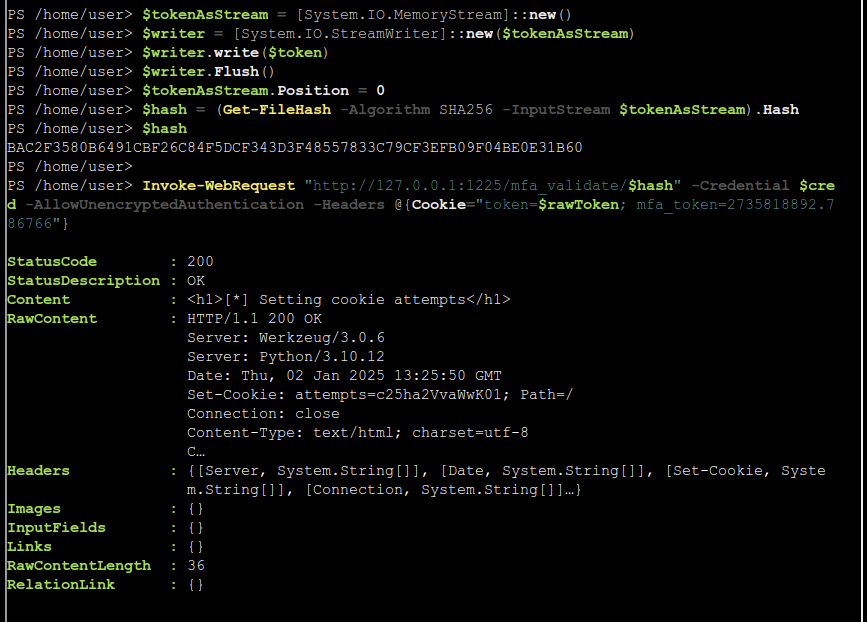 PS /home/user> $tokenAsStream = [System.IO.MemoryStream]::new()
PS /home/user> $writer = [System.IO.StreamWriter]::new($tokenAsStream)
PS /home/user> $writer.write($token)
PS /home/user> $writer.Flush()
PS /home/user> $tokenAsStream.Position = 0
PS /home/user> $hash = (Get-FileHash -Algorithm SHA256 -InputStream $tokenAsStream).Hash
PS /home/user> $hash
BAC2F3580B6491CBF26C84F5DCF343D3F48557833C79CF3EFB09F04BE0E31B60
PS /home/user>
PS /home/user> Invoke-WebRequest "http://127.0.0.1:1225/mfa_validate/$hash" -Credential $cre
d -AllowUnencryptedAuthentication -Headers @{Cookie="token=$rawToken; mfa_token=2735818892.7
86766"}
StatusCode : 200
StatusDescription : OK
Content : <h1>[*] Setting cookie attempts</h1>
RawContent : HTTP/1.1 200 OK
Server: Werkzeug/3.0.6
Server: Python/3.10.12
Date: Thu, 02 Jan 2025 13:25:50 GMT
Set-Cookie: attempts=c25ha2VvaWwK01; Path=/
Connection: close
Content-Type: text/html; charset=utf-8
C…
Headers : {[Server, System.String[]], [Date, System.String[]], [Set-Cookie, Syste
m.String[]], [Connection, System.String[]]…}
Images : {}
InputFields : {}
Links : {}
RawContentLength : 36
RelationLink : {}